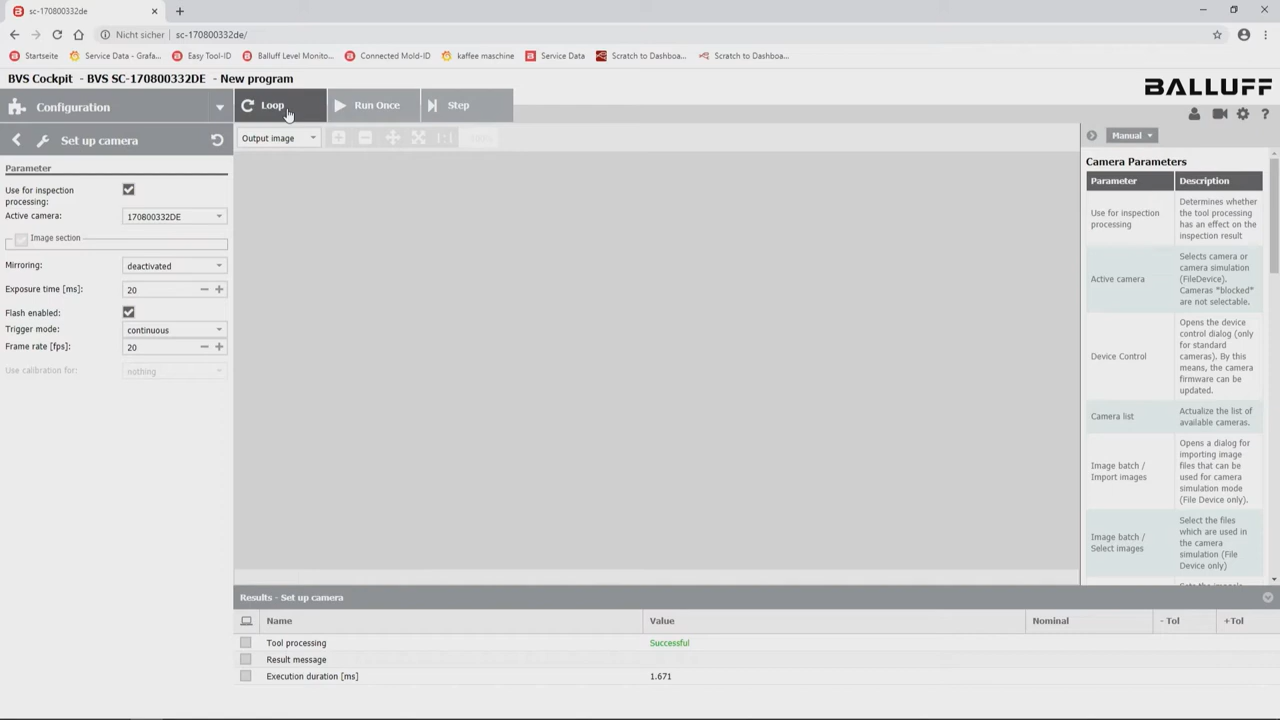 sc-170800332de
Nicht sicher | sc-170800332de/
Startseite Service Data - Grafa... Easy Tool-ID Balluff Level Monito... Connected Mold-ID kaffee maschine Service Data Scratch to Dashboa... Scratch to Dashboa...
BVS Cockpit - BVS SC-170800332DE - New program
BALLUFF
Configuration
Loop
Run Once
Step
Set up camera
Output image
1:1
Manual
Parameter
Use for inspection
processing:
Active camera: 170800332DE
Image section
Mirroring: deactivated
Exposure time [ms]: 20
Flash enabled:
Trigger mode: continuous
Frame rate [fps]: 20
Use calibration for: nothing
Camera Parameters
Parameter Description
Use for inspection
processing
Determines whether
the tool processing
has an effect on the
inspection result
Active camera
Selects camera or
camera simulation
(FileDevice).
Cameras *blocked*
are not selectable.
Device Control
Opens the device
control dialog (only
for standard
cameras). By this
means, the camera
firmware can be
updated.
Camera list
Actualize the list of
available cameras.
Image batch /
Import images
Opens a dialog for
importing image
files that can be
used for camera
simulation mode
(File Device only).
Image batch /
Select images
Select the files
which are used in
the camera
simulation (File
Device only)
Results - Set up camera
Name Value Nominal - Tol +Tol
Tool processing Successful
Result message
Execution duration [ms] 1.671